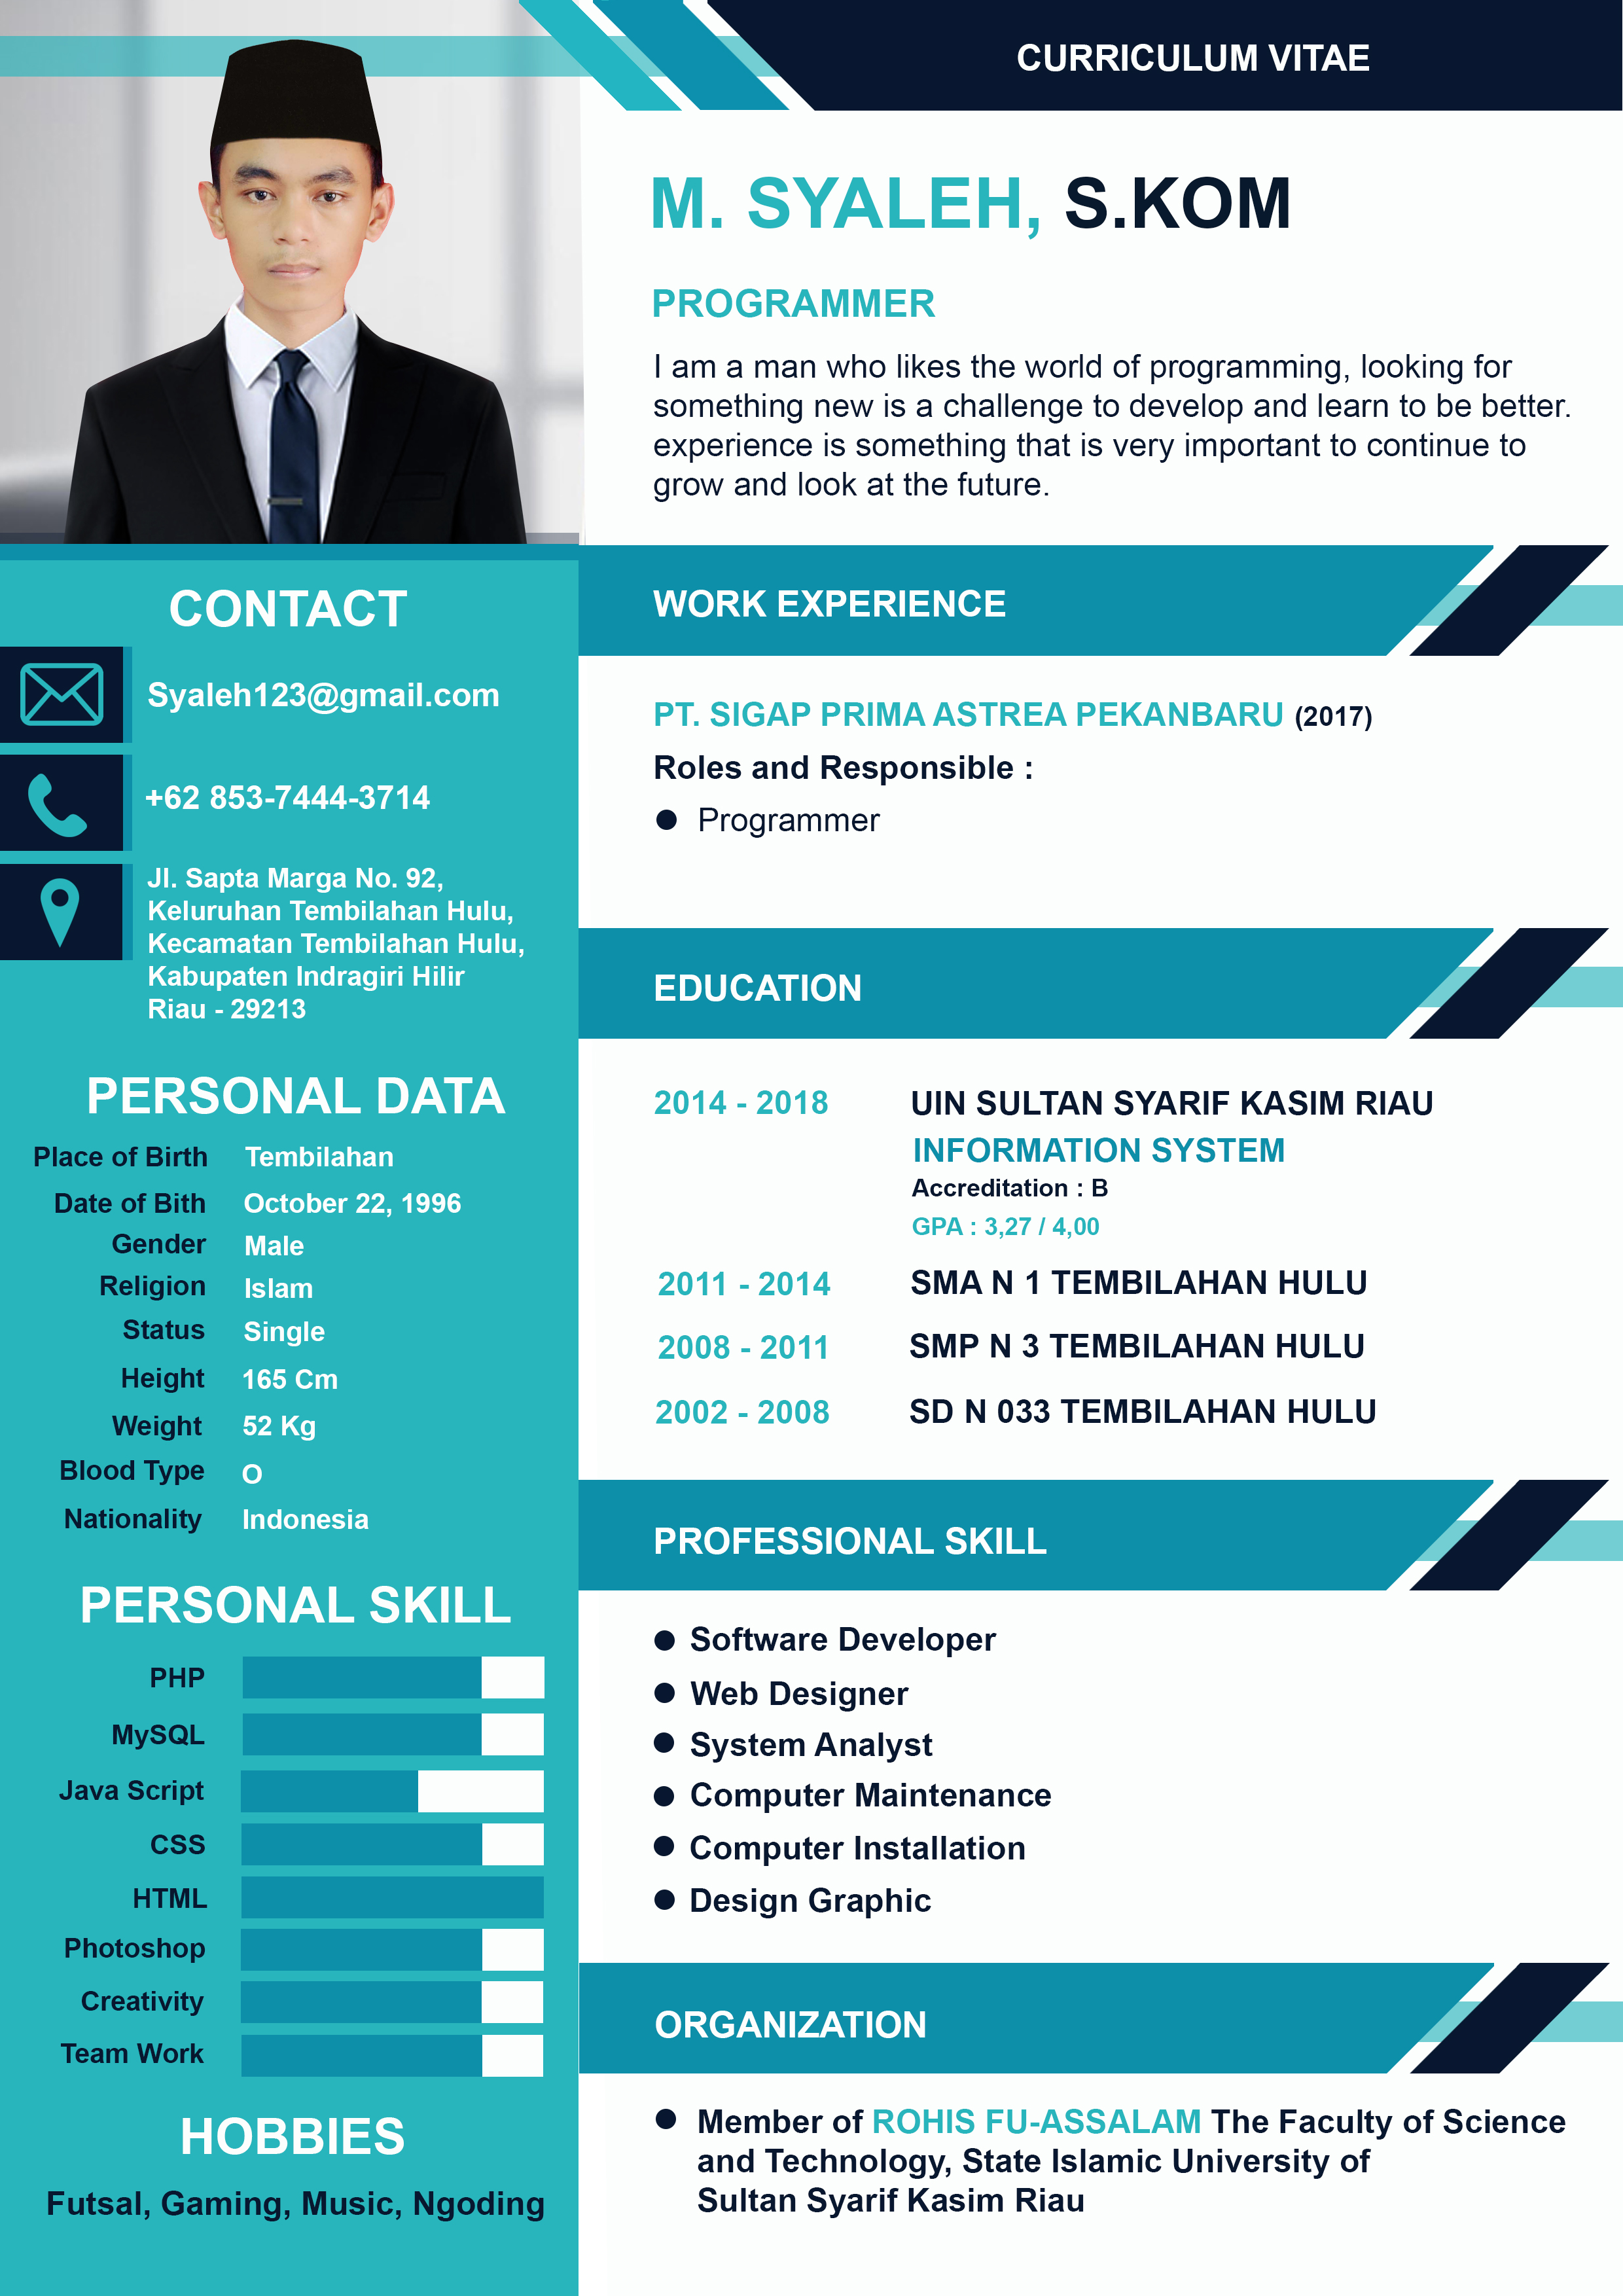 CURRICULUM VITAE
M. SYALEH, S.KOM
PROGRAMMER
I am a man who likes the world of programming, looking for
something new is a challenge to develop and learn to be better.
experience is something that is very important to continue to
grow and look at the future.
CONTACT
Syaleh123@gmail.com
+62 853-7444-3714
Jl. Sapta Marga No. 92,
Keluruhan Tembilahan Hulu,
Kecamatan Tembilahan Hulu,
Kabupaten Indragiri Hilir
Riau - 29213
PERSONAL DATA
Place of Birth Tembilahan
Date of Bith October 22, 1996
Gender Male
Religion Islam
Status Single
Height 165 Cm
Weight 52 Kg
Blood Type O
Nationality Indonesia
PERSONAL SKILL
PHP
MySQL
Java Script
CSS
HTML
Photoshop
Creativity
Team Work
HOBBIES
Futsal, Gaming, Music, Ngoding
WORK EXPERIENCE
PT. SIGAP PRIMA ASTREA PEKANBARU (2017)
Roles and Responsible :
● Programmer
EDUCATION
2014 - 2018 UIN SULTAN SYARIF KASIM RIAU
INFORMATION SYSTEM
Accreditation : B
GPA : 3,27 / 4,00
2011 - 2014 SMA N 1 TEMBILAHAN HULU
2008 - 2011 SMP N 3 TEMBILAHAN HULU
2002 - 2008 SD N 033 TEMBILAHAN HULU
PROFESSIONAL SKILL
● Software Developer
● Web Designer
● System Analyst
● Computer Maintenance
● Computer Installation
● Design Graphic
ORGANIZATION
● Member of ROHIS FU-ASSALAM The Faculty of Science
and Technology, State Islamic University of
Sultan Syarif Kasim Riau